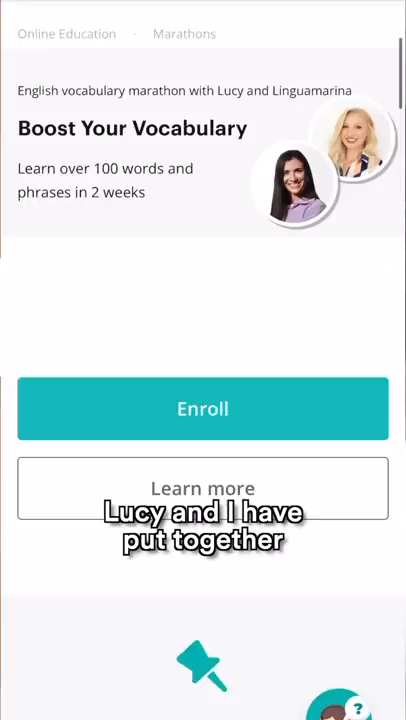 Online Education · Marathons
English vocabulary marathon with Lucy and Linguamarina
Boost Your Vocabulary
Learn over 100 words and
phrases in 2 weeks
Enroll
Learn more
Lucy and I have
put together
?